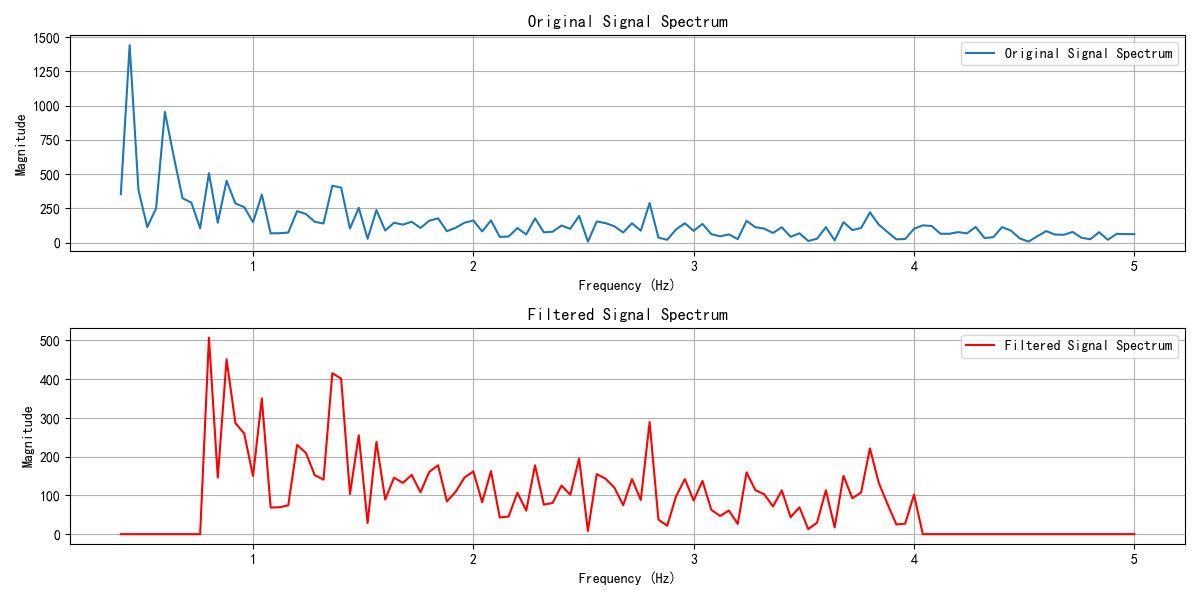 Original Signal Spectrum
1500
1250
1000
750
500
250
0
Magnitude
Original Signal Spectrum
1 2 3 4 5
Frequency (Hz)
Filtered Signal Spectrum
500
400
300
200
100
0
Magnitude
Filtered Signal Spectrum
1 2 3 4 5
Frequency (Hz)